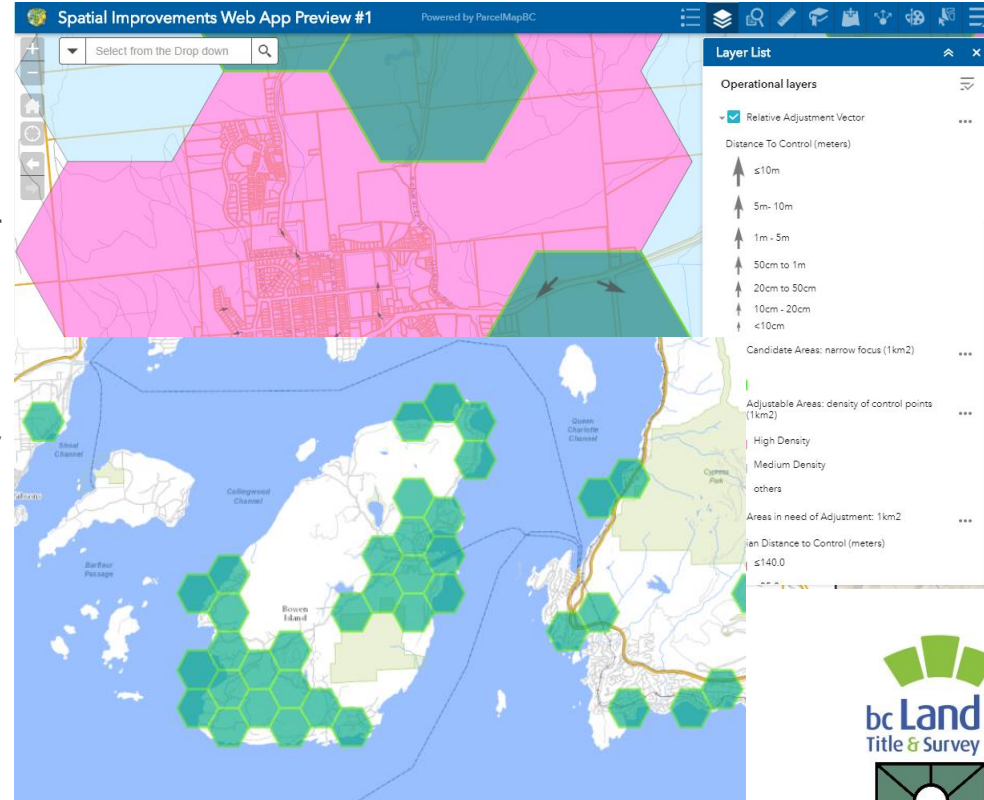 Spatial Improvements Web App Preview #1
Powered by ParcelMapBC
Select from the Drop down
Layer List
Operational layers
Relative Adjustment Vector
Distance To Control (meters)
≤10m
5m- 10m
1m - 5m
50cm to 1m
20cm to 50cm
10cm - 20cm
<10cm
Candidate Areas: narrow focus (1km2)
Adjustable Areas: density of control points
(1km2)
High Density
Medium Density
others
Areas in need of Adjustment: 1km2
ian Distance to Control (meters)
≤140.0
Shoal
Channel
Collingwood
Channel
Queen
Charlotte
Channel
Cypress
Park
Barfleur
Passage
Bowen
Island
bc Land
Title & Survey